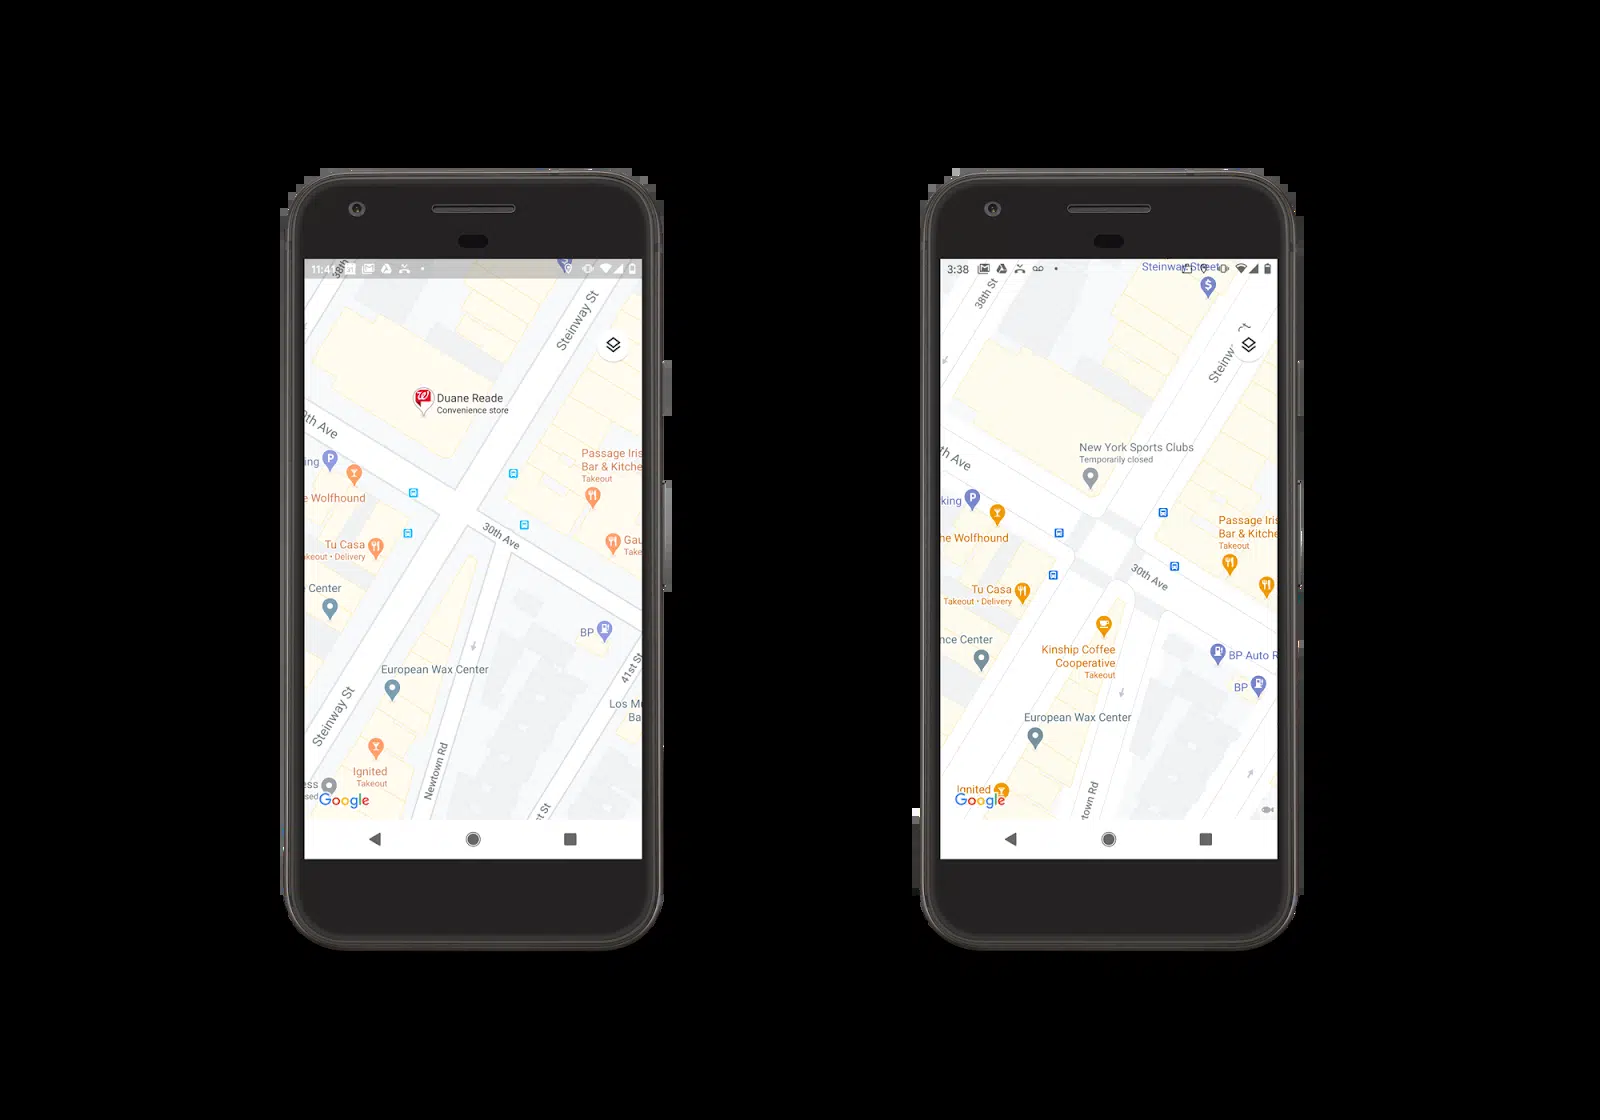 11:41
38th
Steinway St
Duane Reade
Convenience store
0th Ave
Passage Iris
Bar & Kitche
Takeout
ing
P
e Wolfhound
30th Ave
Tu Casa
akeout • Delivery
Gau
Take
Center
BP
European Wax Center
41st St
Los Mu
Ba
Steinway St
Newtown Rd
Ignited
Takeout
ess
sed
Google
st St
3:38
Steinway Street
38th St
$
Steinw
New York Sports Clubs
Temporarily closed
th Ave
king
P
he Wolfhound
Passage Iris
Bar & Kitche
Takeout
30th Ave
Tu Casa
Takeout • Delivery
Kinship Coffee
Cooperative
Takeout
nce Center
BP Auto R
BP
European Wax Center
Ignited
Google
town Rd